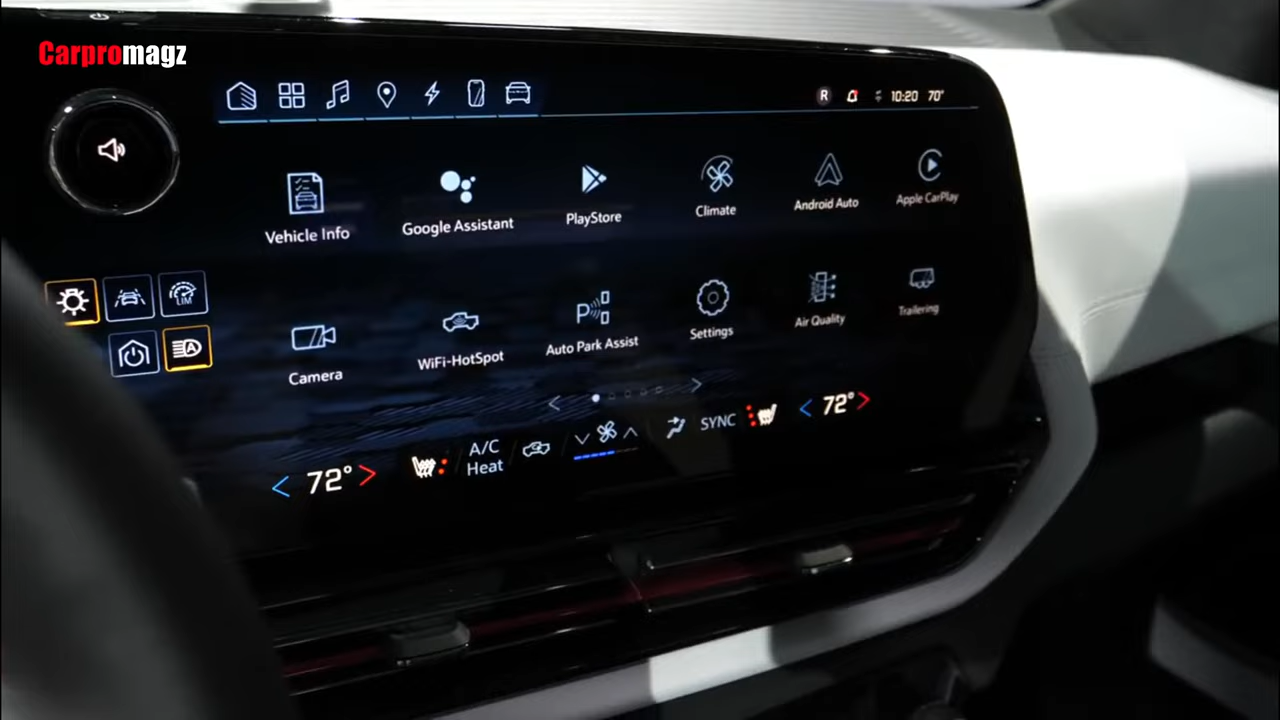 Carpromagz
R 10:20 70°
Vehicle Info
Google Assistant
PlayStore
Climate
Android Auto
Apple CarPlay
LIM
A
Camera
WiFi-HotSpot
P
Auto Park Assist
Settings
Air Quality
Trailering
72°
A/C
Heat
SYNC
72°